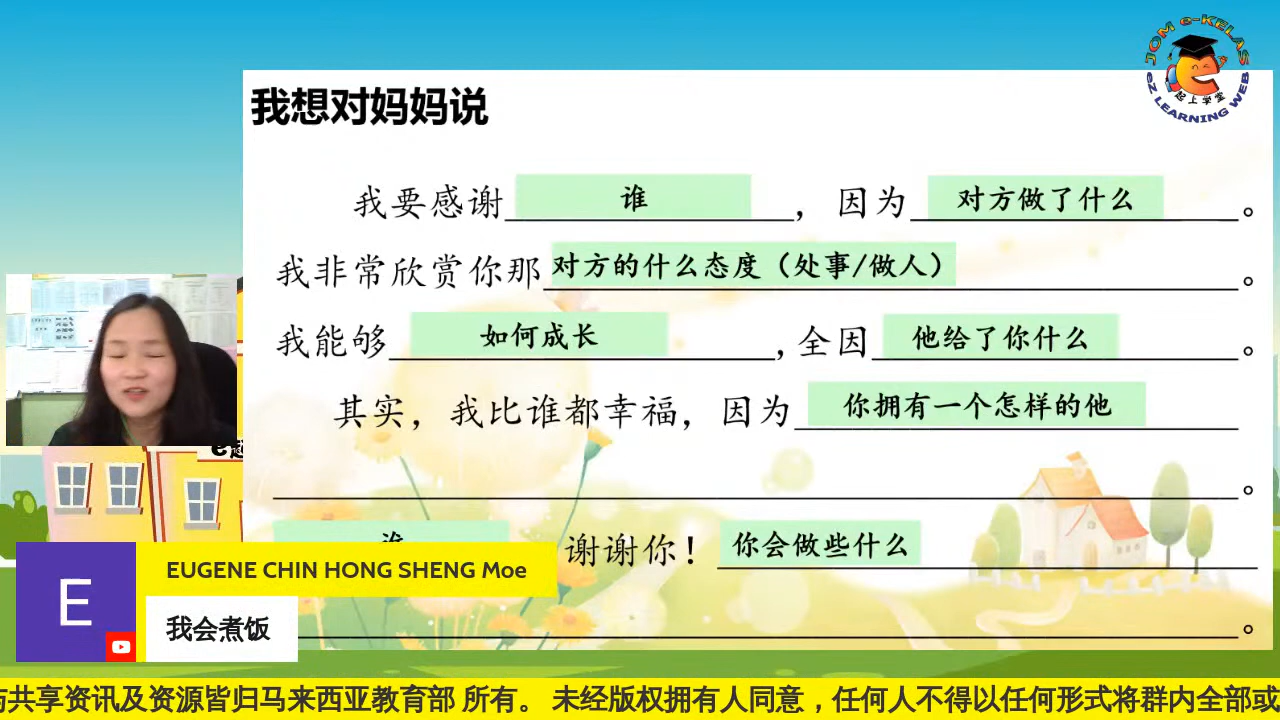 JOM e-KELAS
起上学堂
eZ LEARNING WEB
我想对妈妈说
我要感谢 谁 ，因为 对方做了什么 。
我非常欣赏你那 对方的什么态度（处事/做人） 。
我能够 如何成长 ，全因 他给了你什么 。
其实，我比谁都幸福，因为 你拥有一个怎样的他
。
谁 谢谢你！ 你会做些什么
。
E
EUGENE CHIN HONG SHENG Moe
我会煮饭
共享资讯及资源皆归马来西亚教育部 所有。 未经版权拥有人同意，任何人不得以任何形式将群内全部或